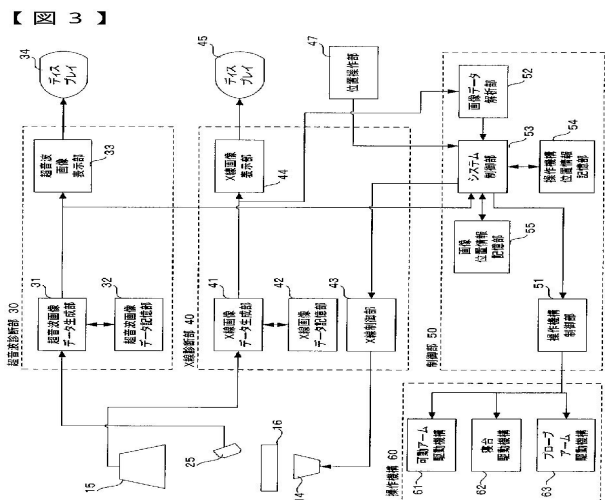 【図3】
34
ディス
プレイ
45
ディス
プレイ
47
位置操作部
超音波
画像
表示部
33
X線画像
表示部
44
画像データ
解析部
52
システム
制御部
53
操作機構
位置情報
記憶部
54
画像
位置情報
記憶部
55
超音波診断部 30
31
超音波画像
データ生成部
32
超音波画像
データ記憶部
X線診断部 40
41
X線画像
データ生成部
42
X線画像
データ記憶部
43
X線制御部
制御部 50
51
操作機構
制御部
15
25
16
14
操作機構 60
可動アーム
駆動機構
61
寝台
駆動機構
62
プローブ
アーム
駆動機構
63